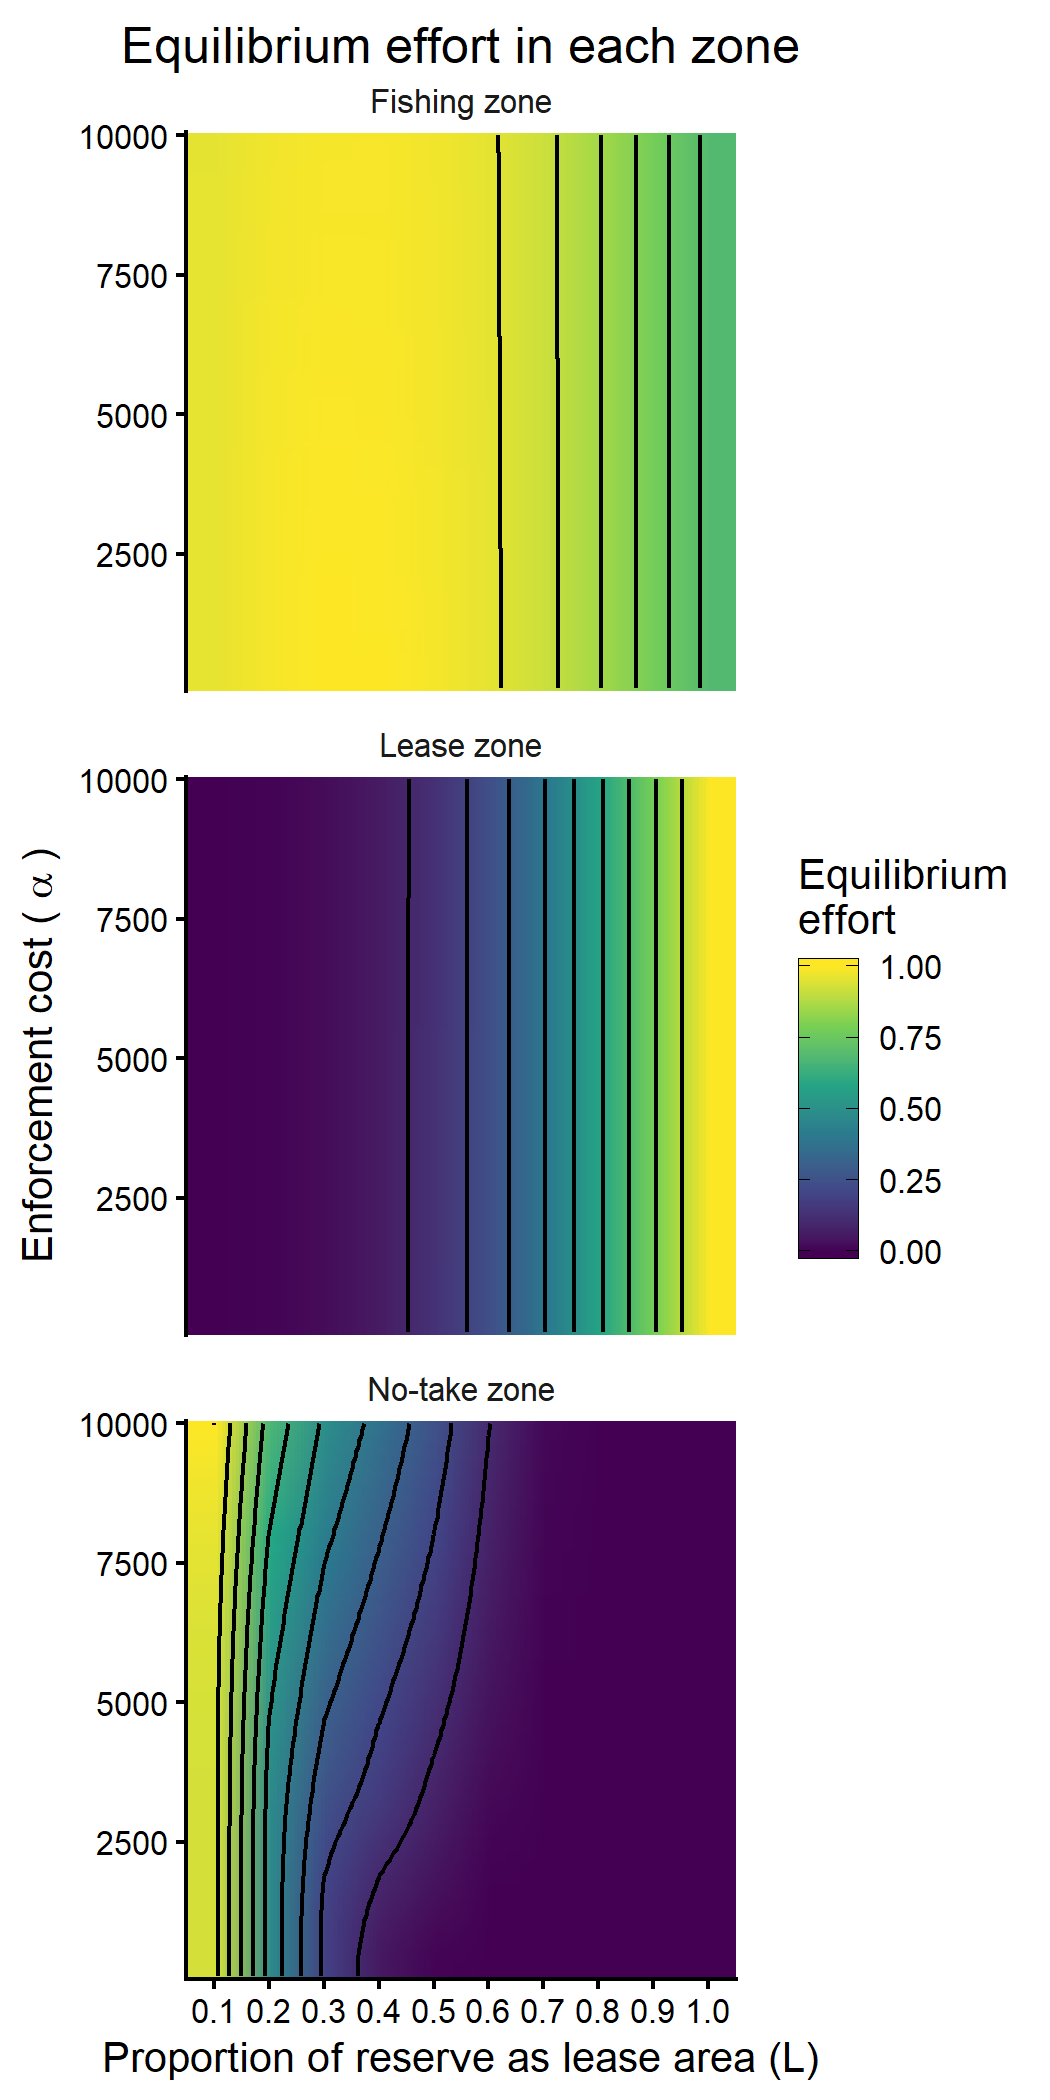 Equilibrium effort in each zone
Fishing zone
10000
7500
5000
2500
Lease zone
10000
7500
5000
2500
Enforcement cost ( α )
Equilibrium
effort
1.00
0.75
0.50
0.25
0.00
No-take zone
10000
7500
5000
2500
0.1 0.2 0.3 0.4 0.5 0.6 0.7 0.8 0.9 1.0
Proportion of reserve as lease area (L)